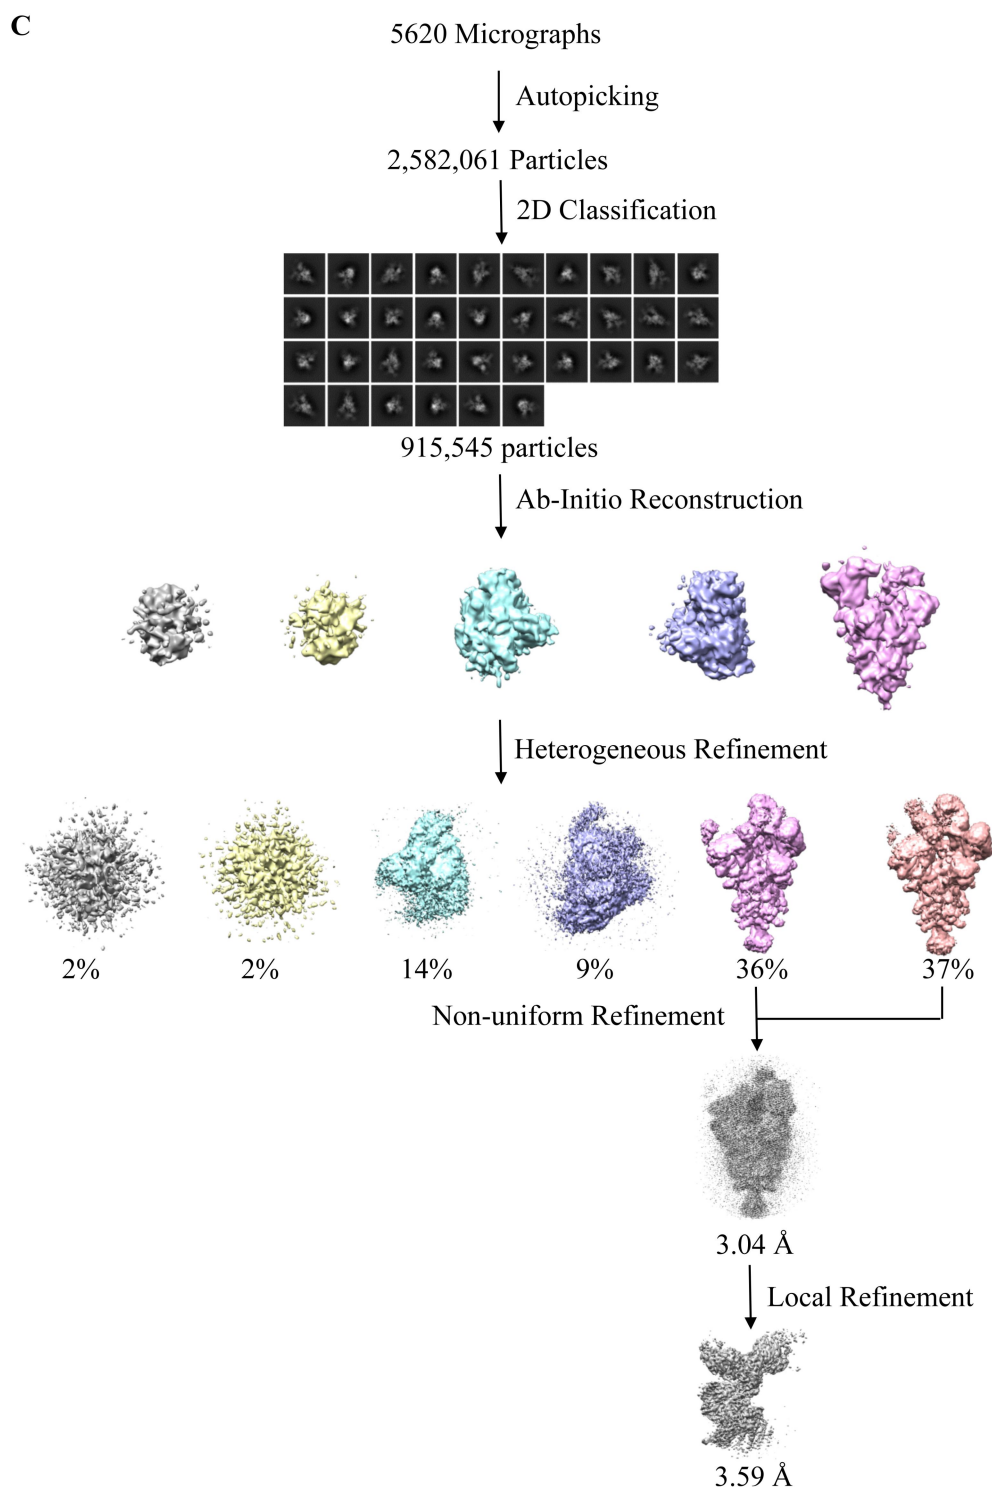 C
5620 Micrographs
Autopicking
2,582,061 Particles
2D Classification
915,545 particles
Ab-Initio Reconstruction
Heterogeneous Refinement
2% 2% 14% 9% 36% 37%
Non-uniform Refinement
3.04 Å
Local Refinement
3.59 Å